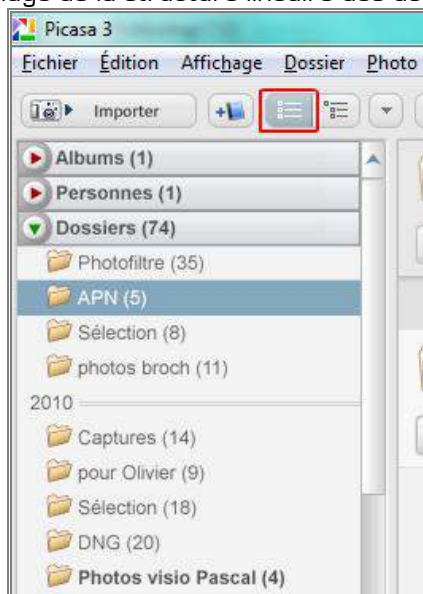 Picasa 3
Fichier Édition Affichage Dossier Photo
Importer
Albums (1)
Personnes (1)
Dossiers (74)
Photofiltre (35)
APN (5)
Sélection (8)
photos broch (11)
2010
Captures (14)
pour Olivier (9)
Sélection (18)
DNG (20)
Photos visio Pascal (4)